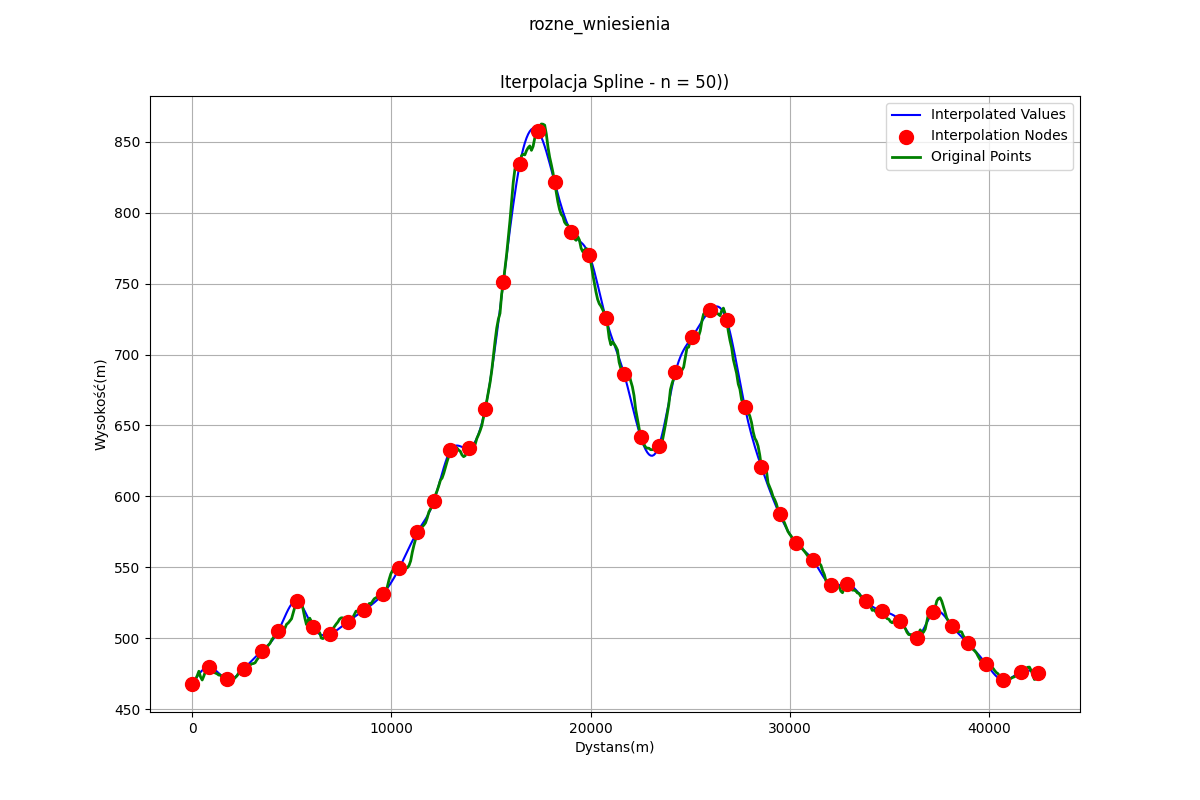 rozne_wniesienia
Iterpolacja Spline - n = 50))
Interpolated Values
Interpolation Nodes
Original Points
Wysokość(m)
850
800
750
700
650
600
550
500
450
0
10000
20000
30000
40000
Dystans(m)